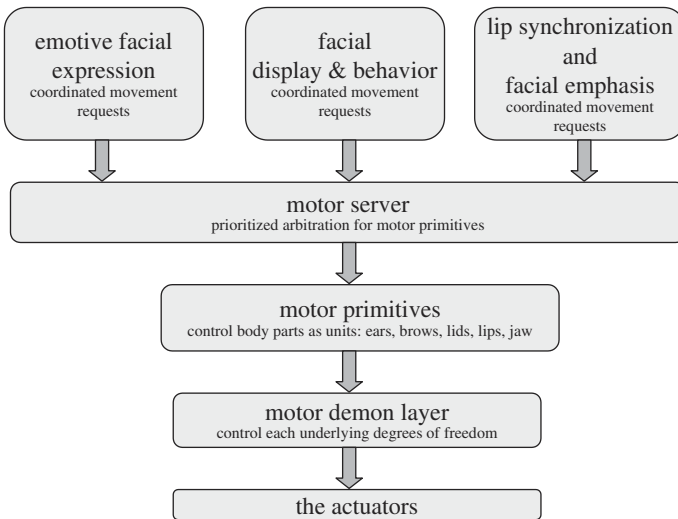 emotive facial
expression
coordinated movement
requests
facial
display & behavior
coordinated movement
requests
lip synchronization
and
facial emphasis
coordinated movement
requests
motor server
prioritized arbitration for motor primitives
motor primitives
control body parts as units: ears, brows, lids, lips, jaw
motor demon layer
control each underlying degrees of freedom
the actuators